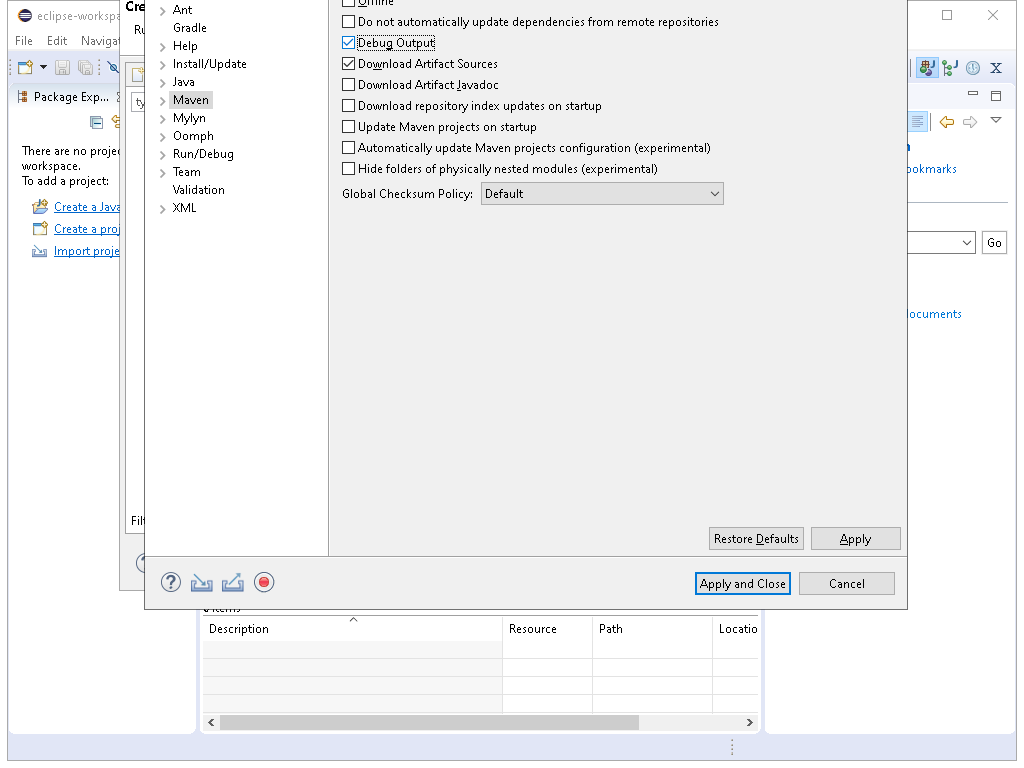 eclipse-workspa
Cre
File Edit Navigat
Ru
Package Exp...
ty
There are no projec
workspace.
To add a project:
Create a Java
Create a proj
Import proje
Filt
Ant
Gradle
Help
Install/Update
Java
Maven
Mylyn
Oomph
Run/Debug
Team
Validation
XML
Offline
Do not automatically update dependencies from remote repositories
Debug Output
Download Artifact Sources
Download Artifact Javadoc
Download repository index updates on startup
Update Maven projects on startup
Automatically update Maven projects configuration (experimental)
Hide folders of physically nested modules (experimental)
Global Checksum Policy: Default
Restore Defaults Apply
Apply and Close Cancel
ookmarks
Go
ocuments
0 items
Description Resource Path Locatio